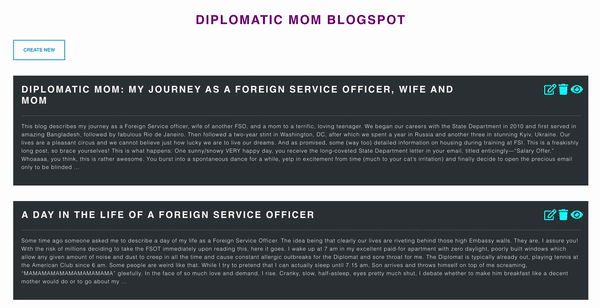 DIPLOMATIC MOM BLOGSPOT
CREATE NEW
DIPLOMATIC MOM: MY JOURNEY AS A FOREIGN SERVICE OFFICER, WIFE AND
MOM
This blog describes my journey as a Foreign Service officer, wife of another FSO, and a mom to a terrific, loving teenager. We began our careers with the State Department in 2010 and first served in
amazing Bangladesh, followed by fabulous Rio de Janeiro. Then followed a two-year stint in Washington, DC, after which we spent a year in Russia and another three in stunning Kyiv, Ukraine. Our
lives are a pleasant circus and we cannot believe just how lucky we are to live our dreams. And as promised, some (way too) detailed information on housing during training at FSI. This is a freakishly
long post, so brace yourselves! This is what happens: One sunny/snowy VERY happy day, you receive the long-coveted State Department letter in your email, titled enticingly—"Salary Offer."
Whoaaaa, you think, this is rather awesome. You burst into a spontaneous dance for a while, yelp in excitement from time (much to your cat's irritation) and finally decide to open the precious email
only to be blinded ...
A DAY IN THE LIFE OF A FOREIGN SERVICE OFFICER
Some time ago someone asked me to describe a day of my life as a Foreign Service Officer. The idea being that clearly our lives are riveting behind those high Embassy walls. They are, I assure you!
With the risk of millions deciding to take the FSOT immediately upon reading this, here it goes. I wake up at 7 am in my excellent paid-for apartment with zero daylight, poorly built windows which
allow any given amount of noise and dust to creep in all the time and cause constant allergic outbreaks for the Diplomat and sore throat for me. The Diplomat is typically already out, playing tennis at
the American Club since 6 am. Some people are weird like that. While I try to pretend that I can actually sleep until 7.15 am, Son arrives and throws himself on top of me screaming,
"MAMAMAMAMAMAMAMAMAMA" gleefully. In the face of so much love and demand, I rise. Cranky, slow, half-asleep, eyes pretty much shut, I debate whether to make him breakfast like a decent
mother would do or to go about my ...